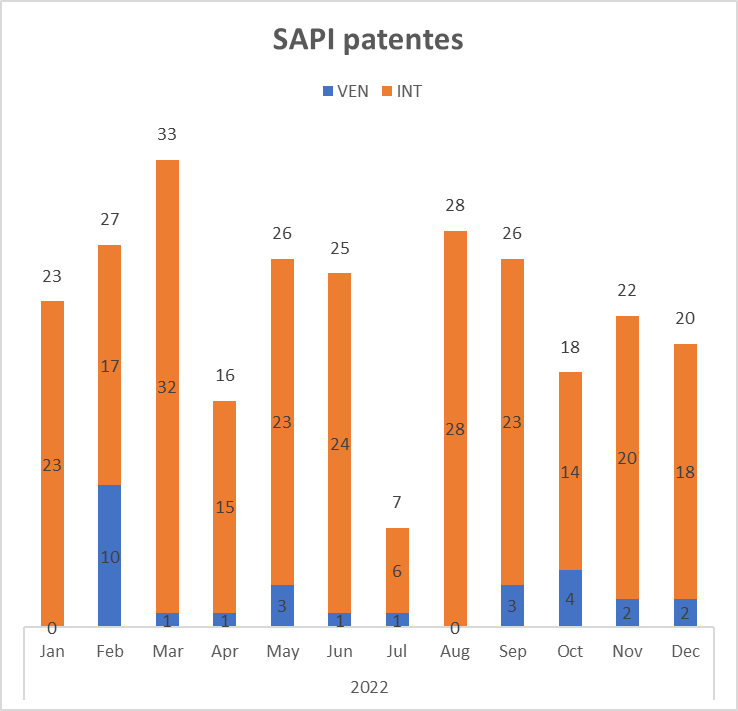 SAPI patentes
VEN INT
33
28
27
26 26
25
23
22
20
18
16
7
23 17 32 15 23 24 6 28 23 14 20 18
0 10 1 1 3 1 1 0 3 4 2 2
Jan Feb Mar Apr May Jun Jul Aug Sep Oct Nov Dec
2022